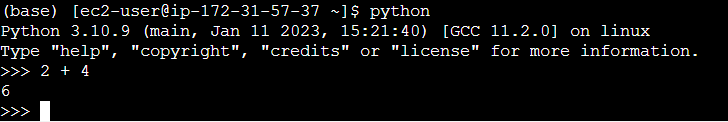 (base) [ec2-user@ip-172-31-57-37 ~]$ python
Python 3.10.9 (main, Jan 11 2023, 15:21:40) [GCC 11.2.0] on linux
Type "help", "copyright", "credits" or "license" for more information.
>>> 2 + 4
6
>>>